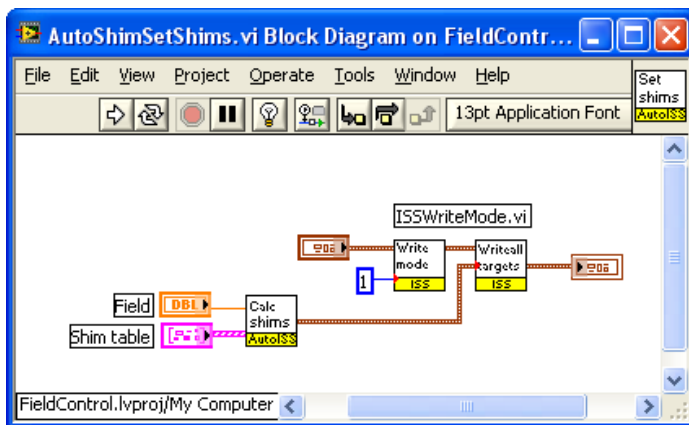 AutoShimSetShims.vi Block Diagram on FieldContr...
File Edit View Project Operate Tools Window Help
Set
shims
AutoISS
13pt Application Font
ISSWriteMode.vi
Write
mode
ISS
Writeall
targets
ISS
1
Field
DBL
Shim table
Calc
shims
AutoISS
FieldControl.lvproj/My Computer